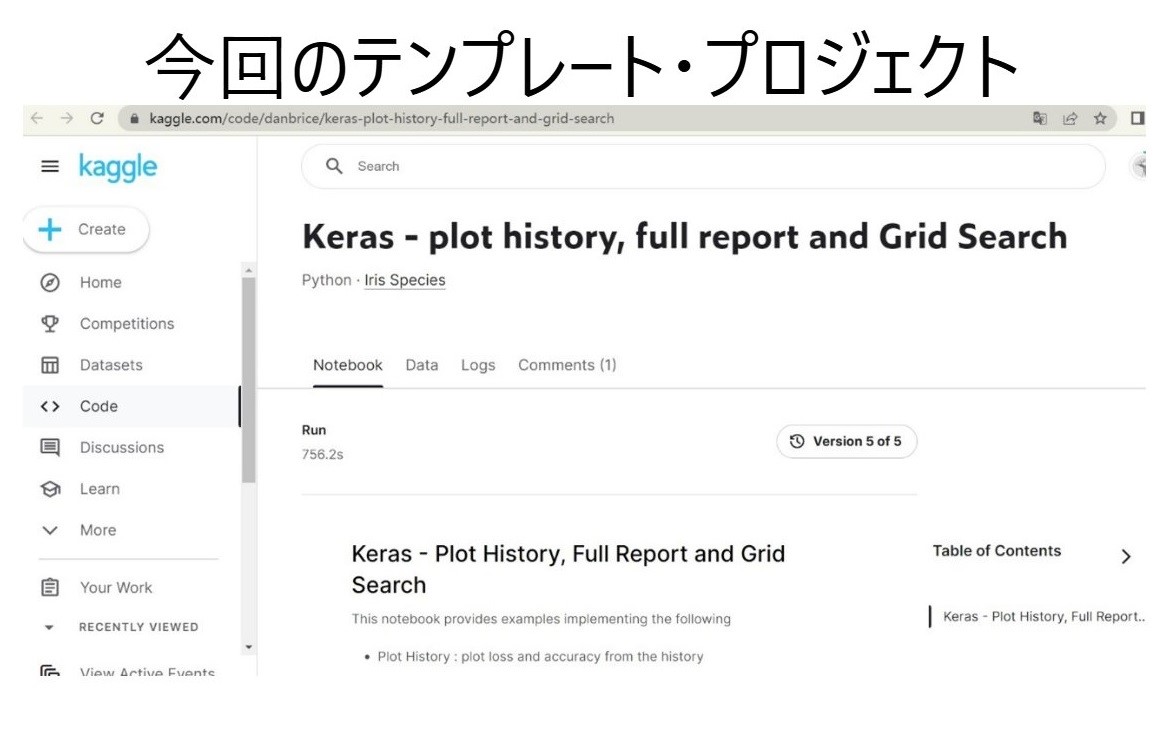 今回のテンプレート・プロジェクト
kaggle.com/code/danbrice/keras-plot-history-full-report-and-grid-search
kaggle
Search
Create
Keras - plot history, full report and Grid Search
Python · Iris Species
Home
Competitions
Datasets
Code
Discussions
Learn
More
Your Work
RECENTLY VIEWED
View Active Events
Notebook Data Logs Comments (1)
Run
756.2s
Version 5 of 5
Keras - Plot History, Full Report and Grid
Search
This notebook provides examples implementing the following
• Plot History : plot loss and accuracy from the history
Table of Contents
Keras - Plot History, Full Report...